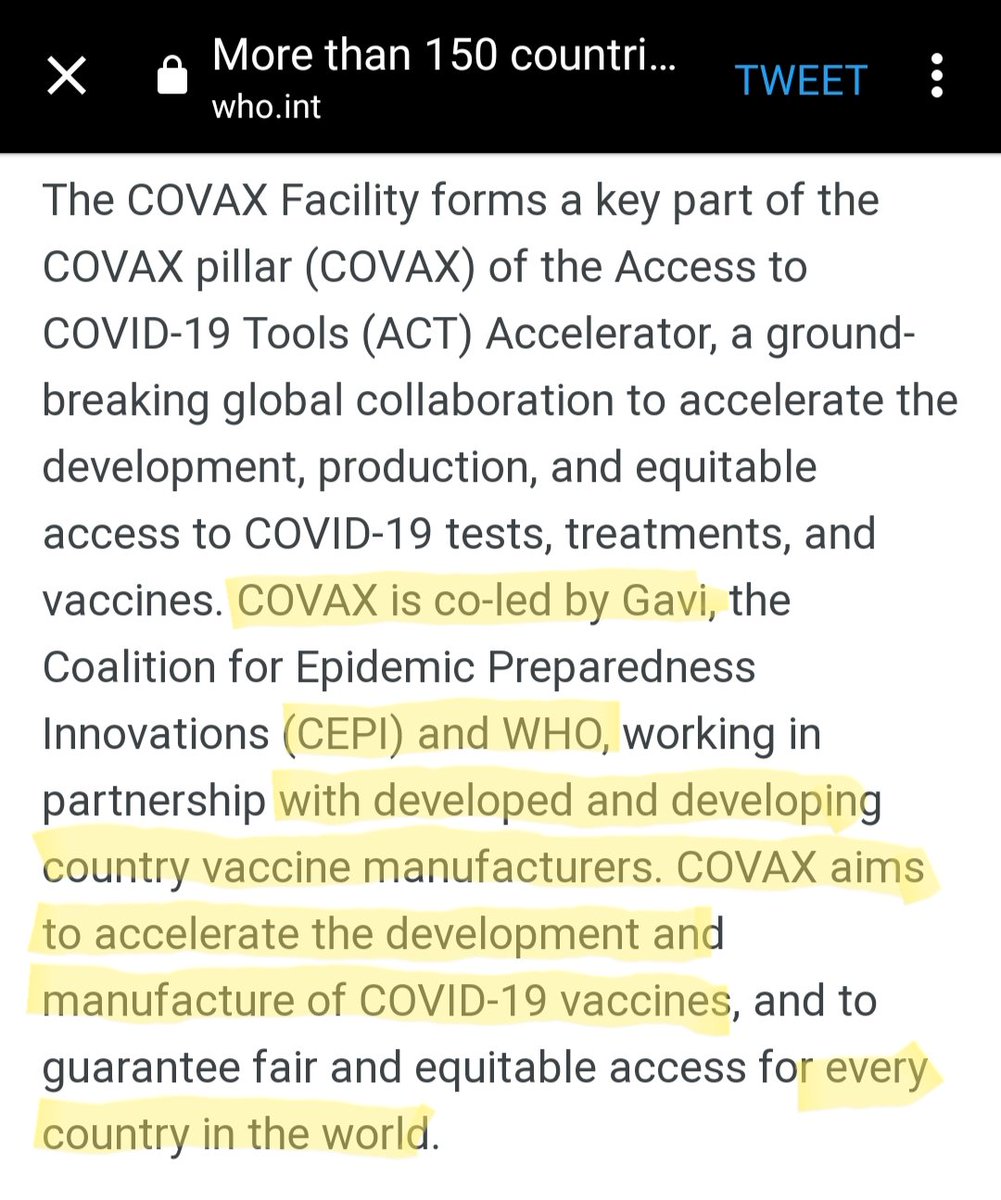 More than 150 countri...
who.int
TWEET
The COVAX Facility forms a key part of the
COVAX pillar (COVAX) of the Access to
COVID-19 Tools (ACT) Accelerator, a ground-
breaking global collaboration to accelerate the
development, production, and equitable
access to COVID-19 tests, treatments, and
vaccines. COVAX is co-led by Gavi, the
Coalition for Epidemic Preparedness
Innovations (CEPI) and WHO, working in
partnership with developed and developing
country vaccine manufacturers. COVAX aims
to accelerate the development and
manufacture of COVID-19 vaccines, and to
guarantee fair and equitable access for every
country in the world.